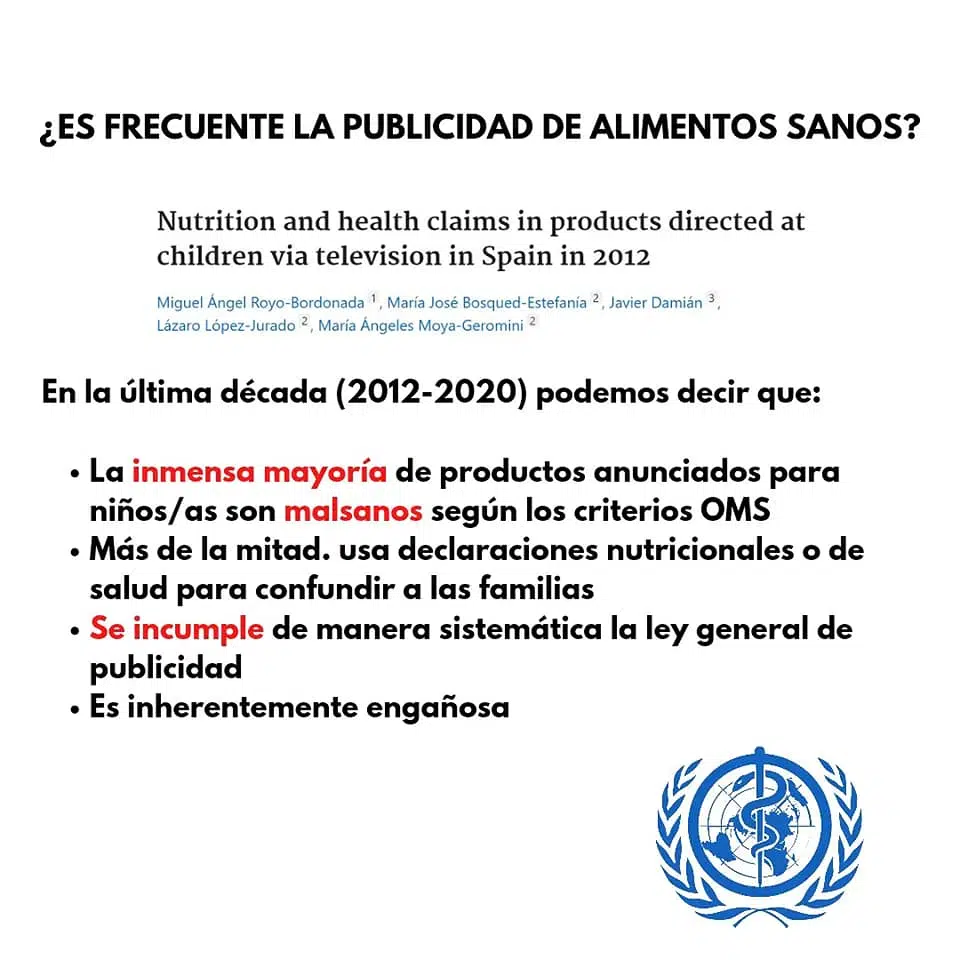 ¿ES FRECUENTE LA PUBLICIDAD DE ALIMENTOS SANOS?
Nutrition and health claims in products directed at
children via television in Spain in 2012
Miguel Ángel Royo-Bordonada 1, María José Bosqued-Estefanía 2, Javier Damián 3,
Lázaro López-Jurado 2, María Ángeles Moya-Geromini 2
En la última década (2012-2020) podemos decir que:
• La inmensa mayoría de productos anunciados para
niños/as son malsanos según los criterios OMS
• Más de la mitad. usa declaraciones nutricionales o de
salud para confundir a las familias
• Se incumple de manera sistemática la ley general de
publicidad
• Es inherentemente engañosa